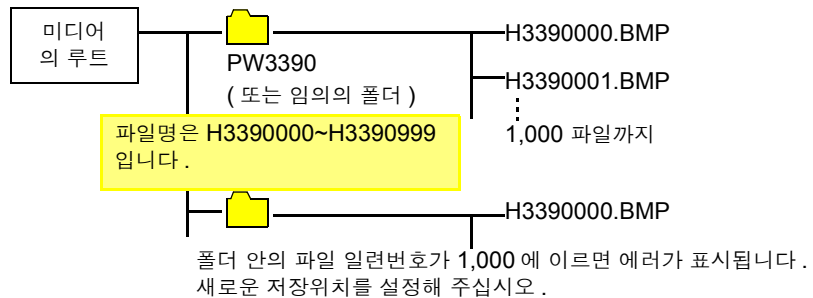 미디어
의 루트
PW3390
( 또는 임의의 폴더 )
H3390000.BMP
H3390001.BMP
1,000 파일까지
파일명은 H3390000~H3390999
입니다 .
H3390000.BMP
폴더 안의 파일 일련번호가 1,000 에 이르면 에러가 표시됩니다 .
새로운 저장위치를 설정해 주십시오 .